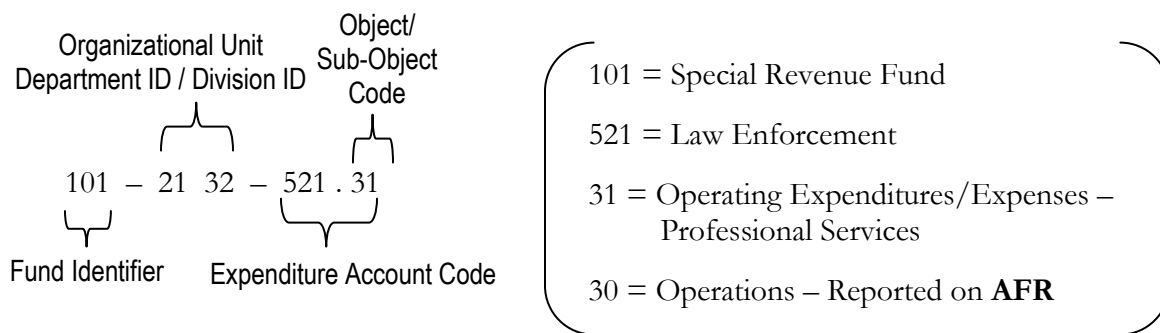 Organizational Unit
Department ID / Division ID
Object/
Sub-Object
Code
101 – 21 32 – 521 . 31
Fund Identifier
Expenditure Account Code
101 = Special Revenue Fund
521 = Law Enforcement
31 = Operating Expenditures/Expenses –
Professional Services
30 = Operations – Reported on AFR